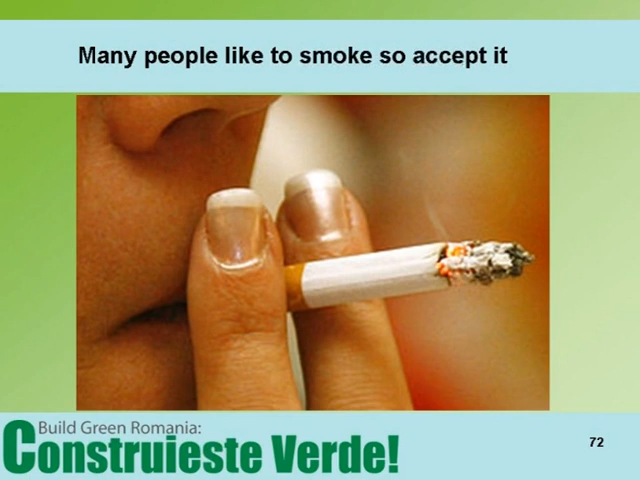 Many people like to smoke so accept it
Build Green Romania:
Construieste Verde!
72